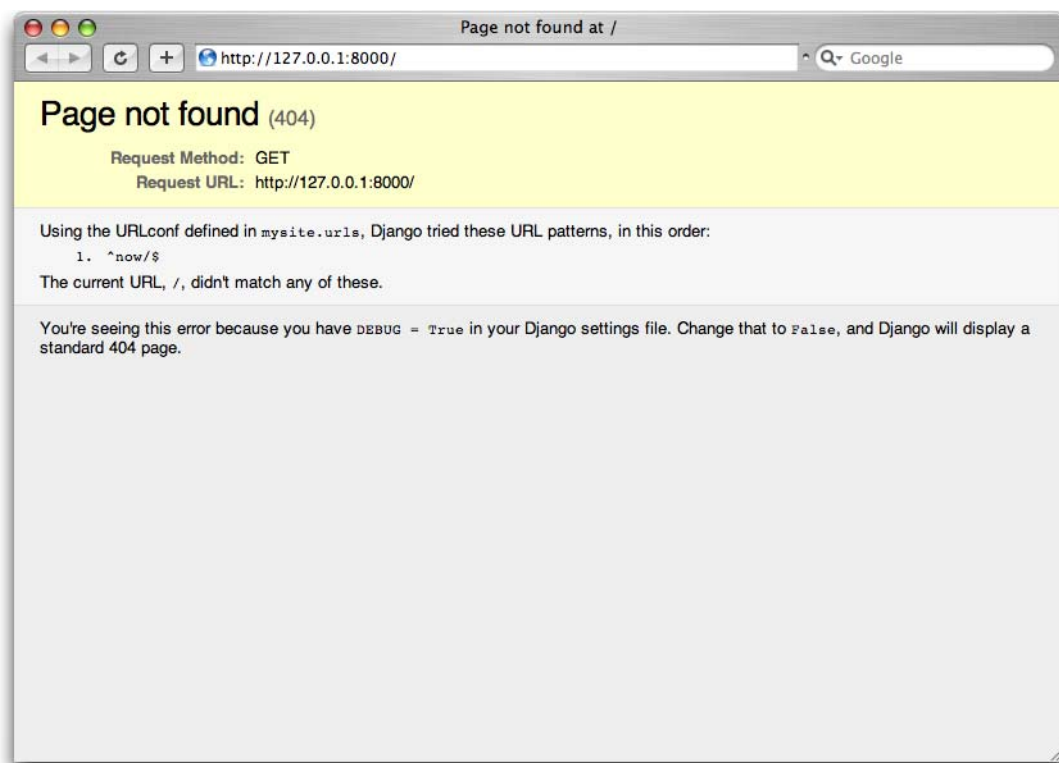 Page not found at /
http://127.0.0.1:8000/
Google
Page not found (404)
Request Method: GET
Request URL: http://127.0.0.1:8000/
Using the URLconf defined in mysite.urls, Django tried these URL patterns, in this order:
1. ^now/$
The current URL, /, didn't match any of these.
You're seeing this error because you have DEBUG = True in your Django settings file. Change that to False, and Django will display a
standard 404 page.